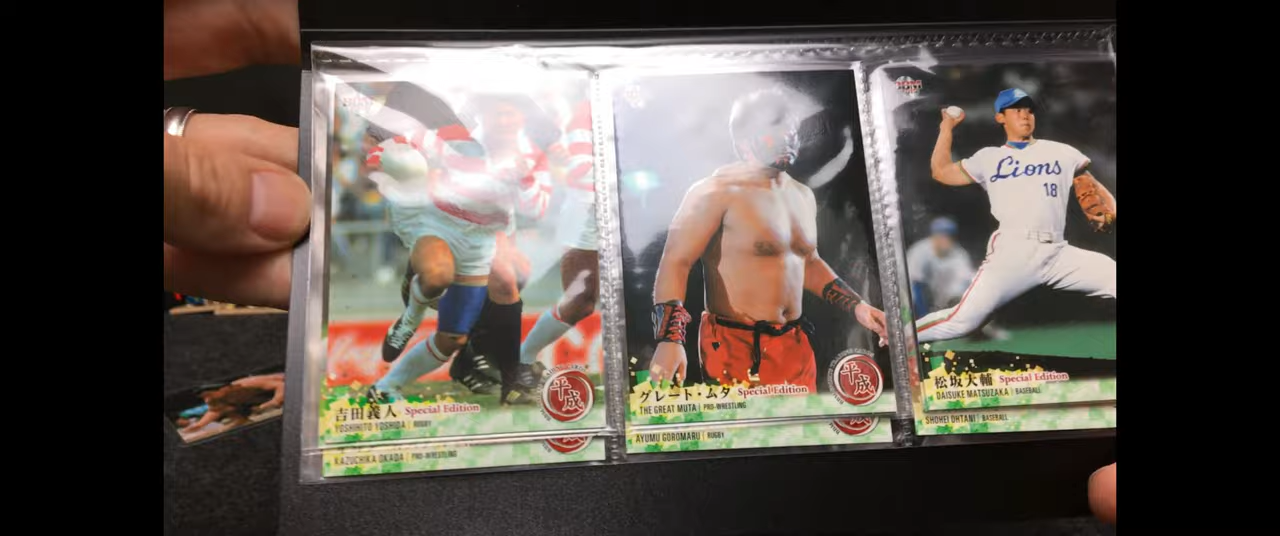 吉田義人 Special Edition
YOSHIHITO YOSHIDA | RUGBY
平成
KAZUCHIKA OKADA | PRO-WRESTLING
グレート・ムタ Special Edition
THE GREAT MUTA | PRO-WRESTLING
平成
AYUMU GOROMARU | RUGBY
BBM
Lions
18
松坂大輔 Special Edition
DAISUKE MATSUZAKA | BASEBALL
SHOHEI OHTANI | BASEBALL